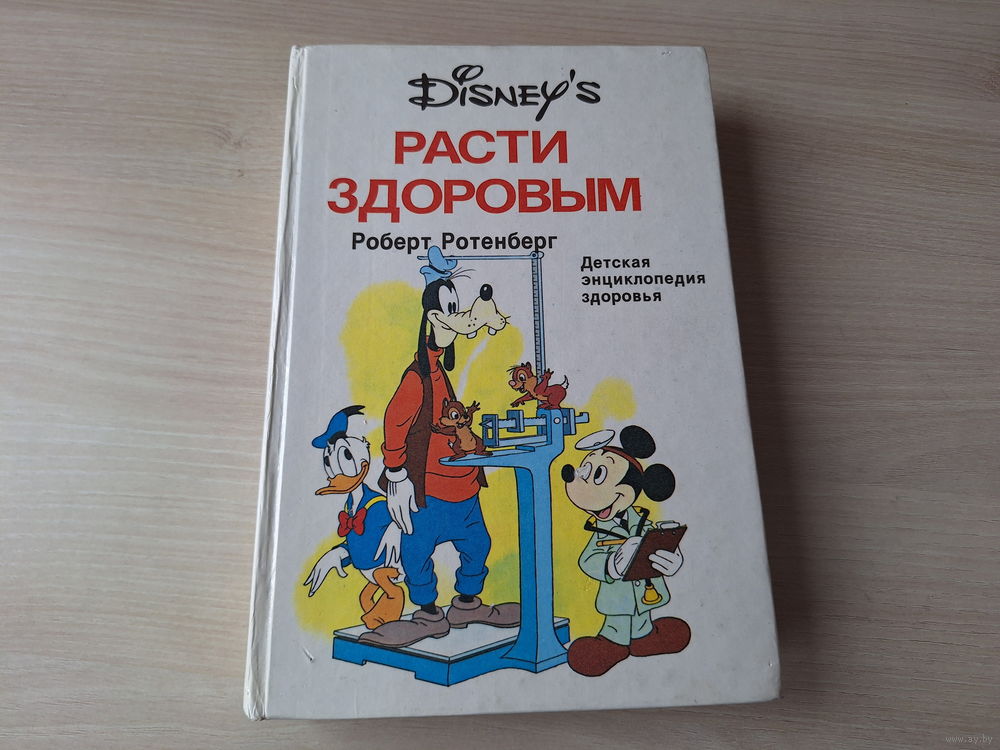 Disney's
РАСТИ
ЗДОРОВЫМ
Роберт Ротенберг
Детская
энциклопедия
здоровья
www.ay.by